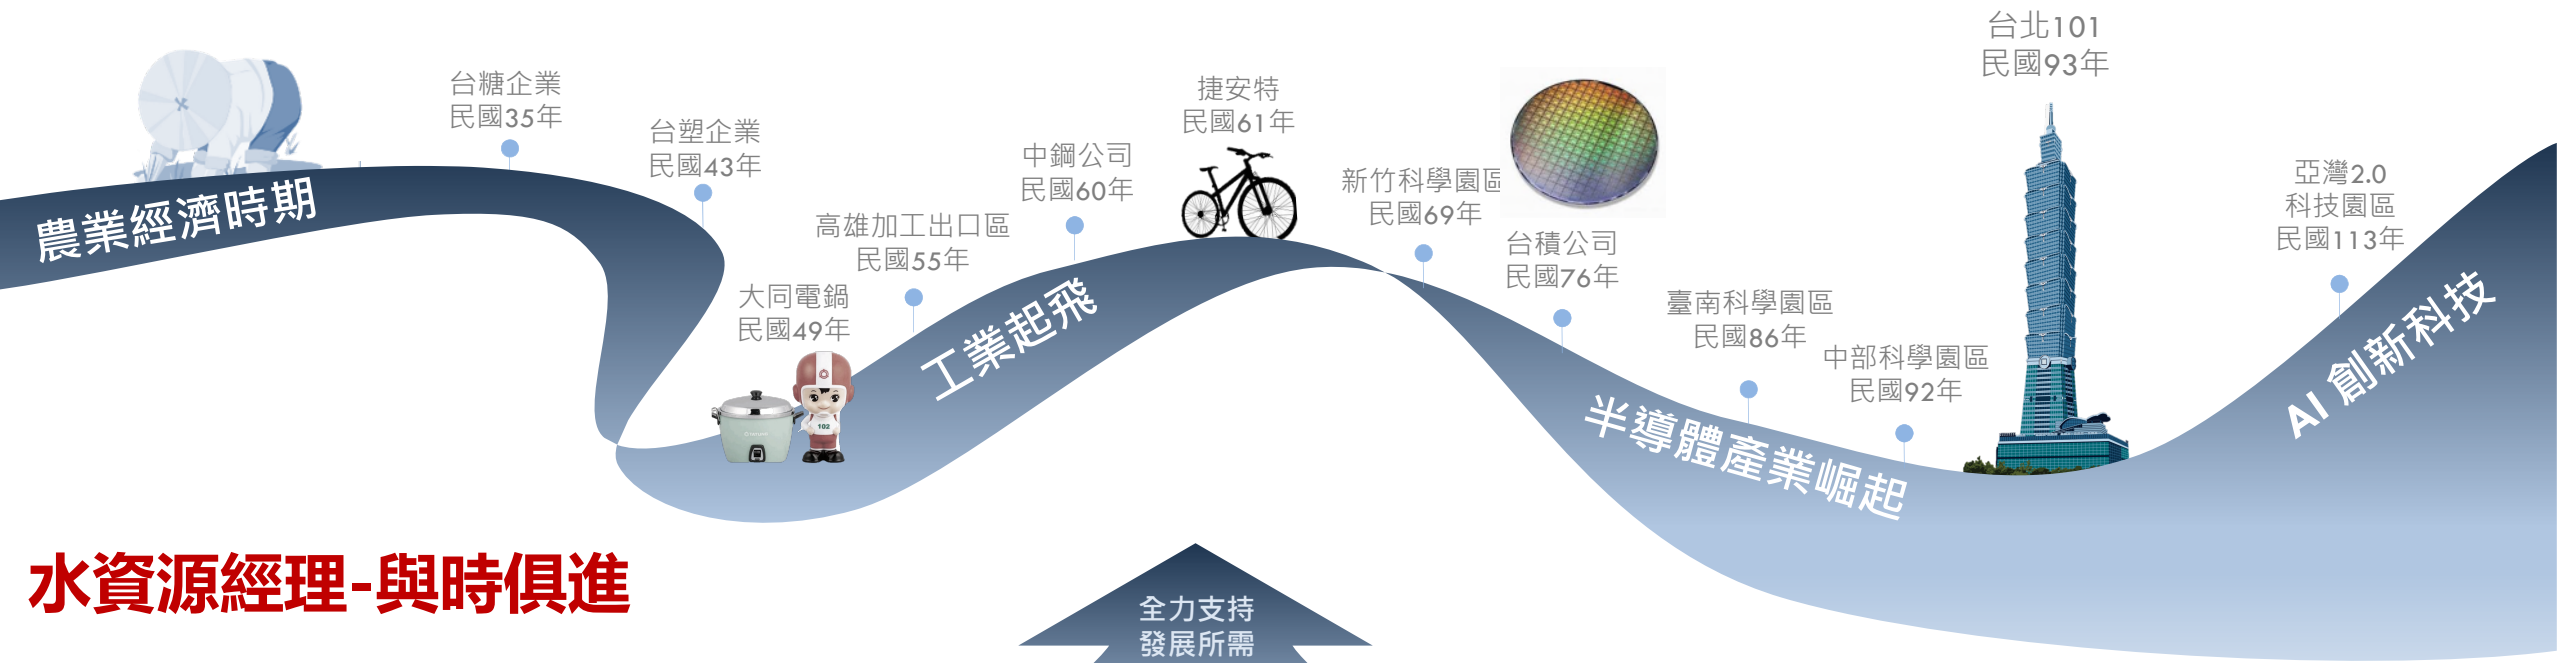 台糖企業
民國35年
台塑企業
民國43年
大同電鍋
民國49年
高雄加工出口區
民國55年
中鋼公司
民國60年
捷安特
民國61年
新竹科學園區
民國69年
台積公司
民國76年
臺南科學園區
民國86年
中部科學園區
民國92年
台北101
民國93年
亞灣2.0
科技園區
民國113年
農業經濟時期
工業起飛
半導體產業崛起
AI 創新科技
102
水資源經理-與時俱進
全力支持
發展所需